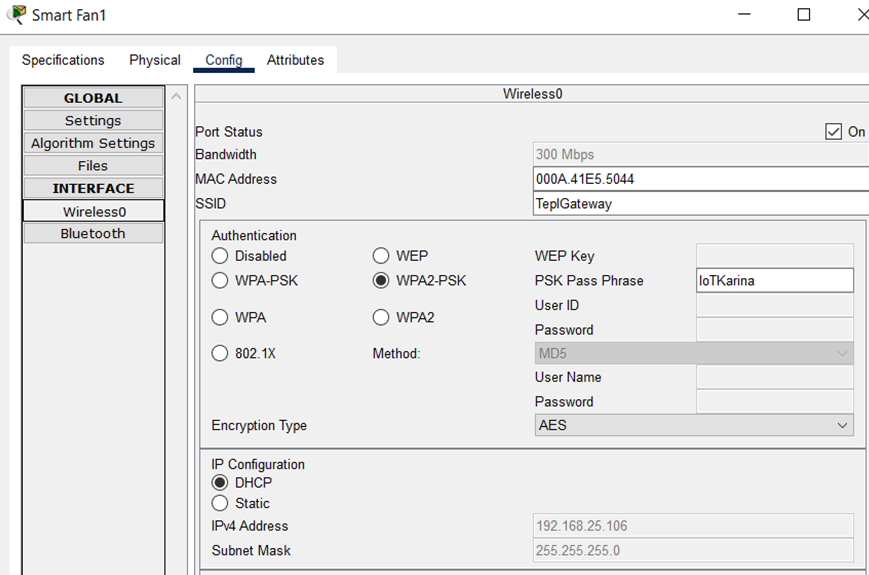 Smart Fan1
Specifications Physical Config Attributes
GLOBAL
Settings
Algorithm Settings
Files
INTERFACE
Wireless0
Bluetooth
Wireless0
Port Status On
Bandwidth 300 Mbps
MAC Address 000A.41E5.5044
SSID TeplGateway
Authentication
Disabled WEP WEP Key
WPA-PSK WPA2-PSK PSK Pass Phrase IoTKarina
User ID
WPA WPA2
Password
802.1X Method: MD5
User Name
Password
Encryption Type AES
IP Configuration
DHCP
Static
IPv4 Address 192.168.25.106
Subnet Mask 255.255.255.0